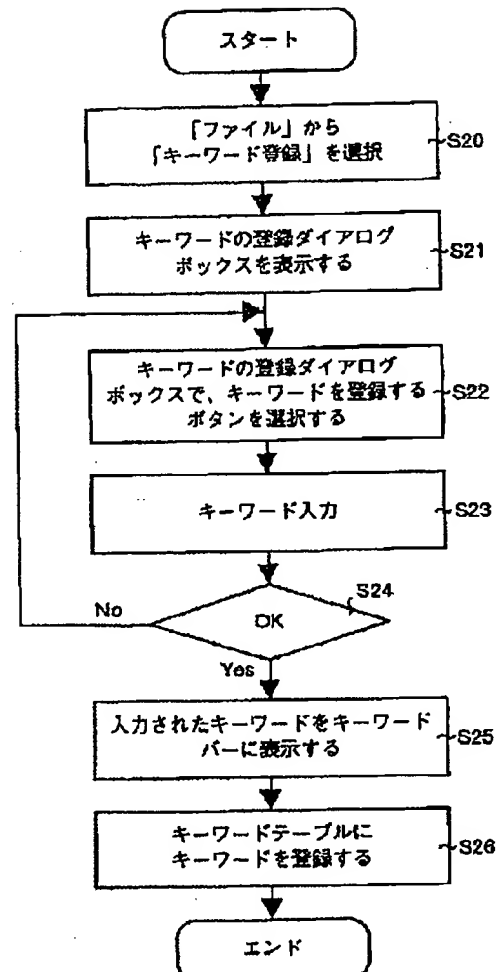 スタート
「ファイル」から
「キーワード登録」を選択
S20
キーワードの登録ダイアログ
ボックスを表示する
S21
キーワードの登録ダイアログ
ボックスで、キーワードを登録する
ボタンを選択する
S22
キーワード入力
S23
S24
No
OK
Yes
入力されたキーワードをキーワード
バーに表示する
S25
キーワードテーブルに
キーワードを登録する
S26
エンド